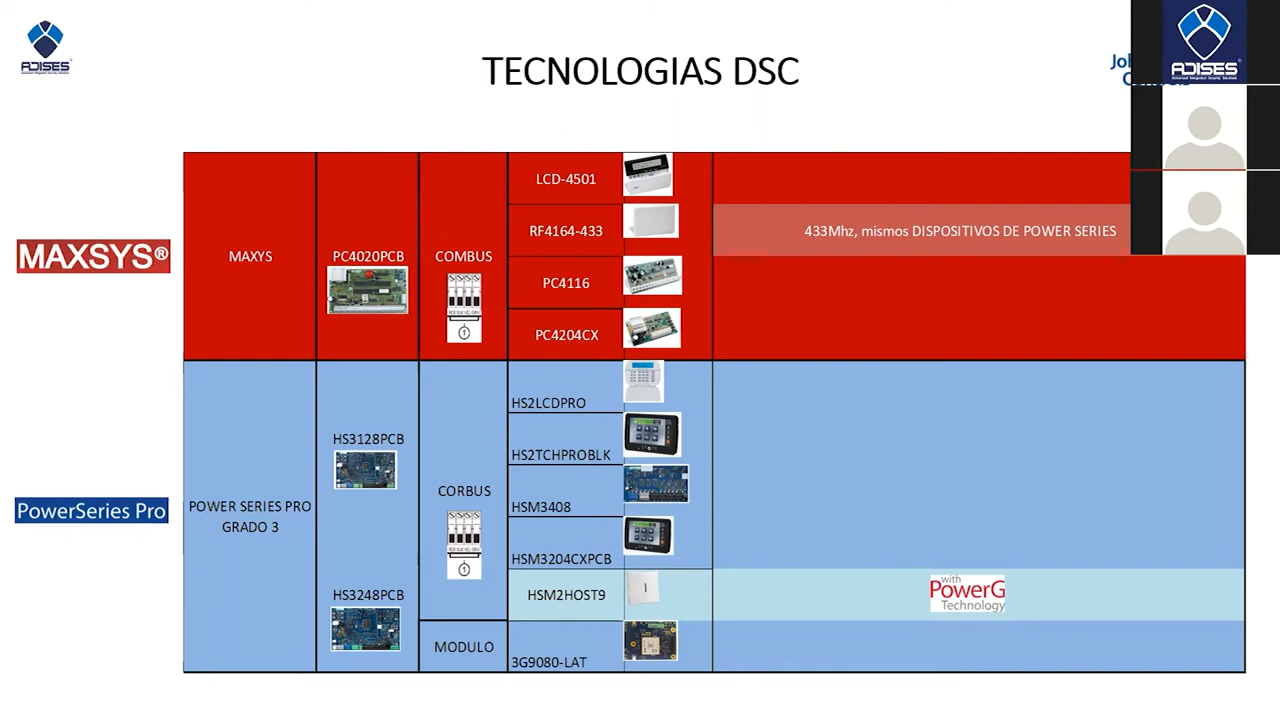 ADISES
TECNOLOGIAS DSC
ADISES
MAXSYS®
MAXYS
PC4020PCB
COMBUS
LCD-4501
RF4164-433
433Mhz, mismos DISPOSITIVOS DE POWER SERIES
PC4116
PC4204CX
PowerSeries Pro
POWER SERIES PRO
GRADO 3
HS3128PCB
HS3248PCB
CORBUS
MODULO
HS2LCDPRO
HS2TCHPROBLK
HSM3408
HSM3204CXPCB
HSM2HOST9
with
PowerG
Technology
3G9080-LAT